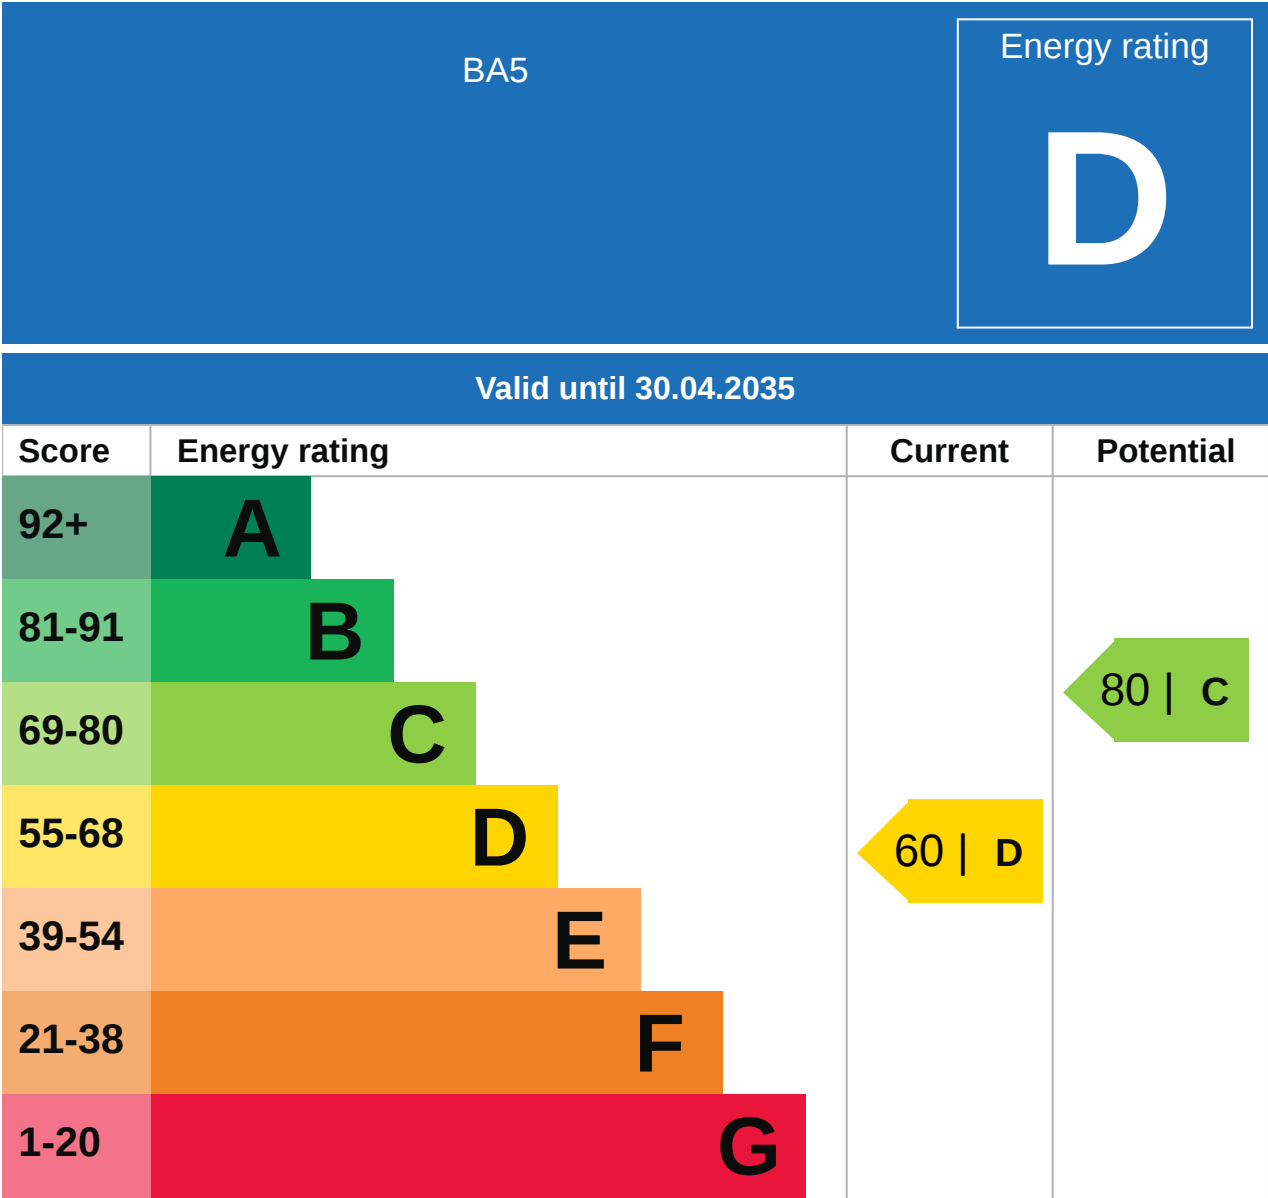 BA5
Energy rating
D
Valid until 30.04.2035
Score Energy rating Current Potential
92+ A
81-91 B
69-80 C
80 | C
55-68 D
60 | D
39-54 E
21-38 F
1-20 G